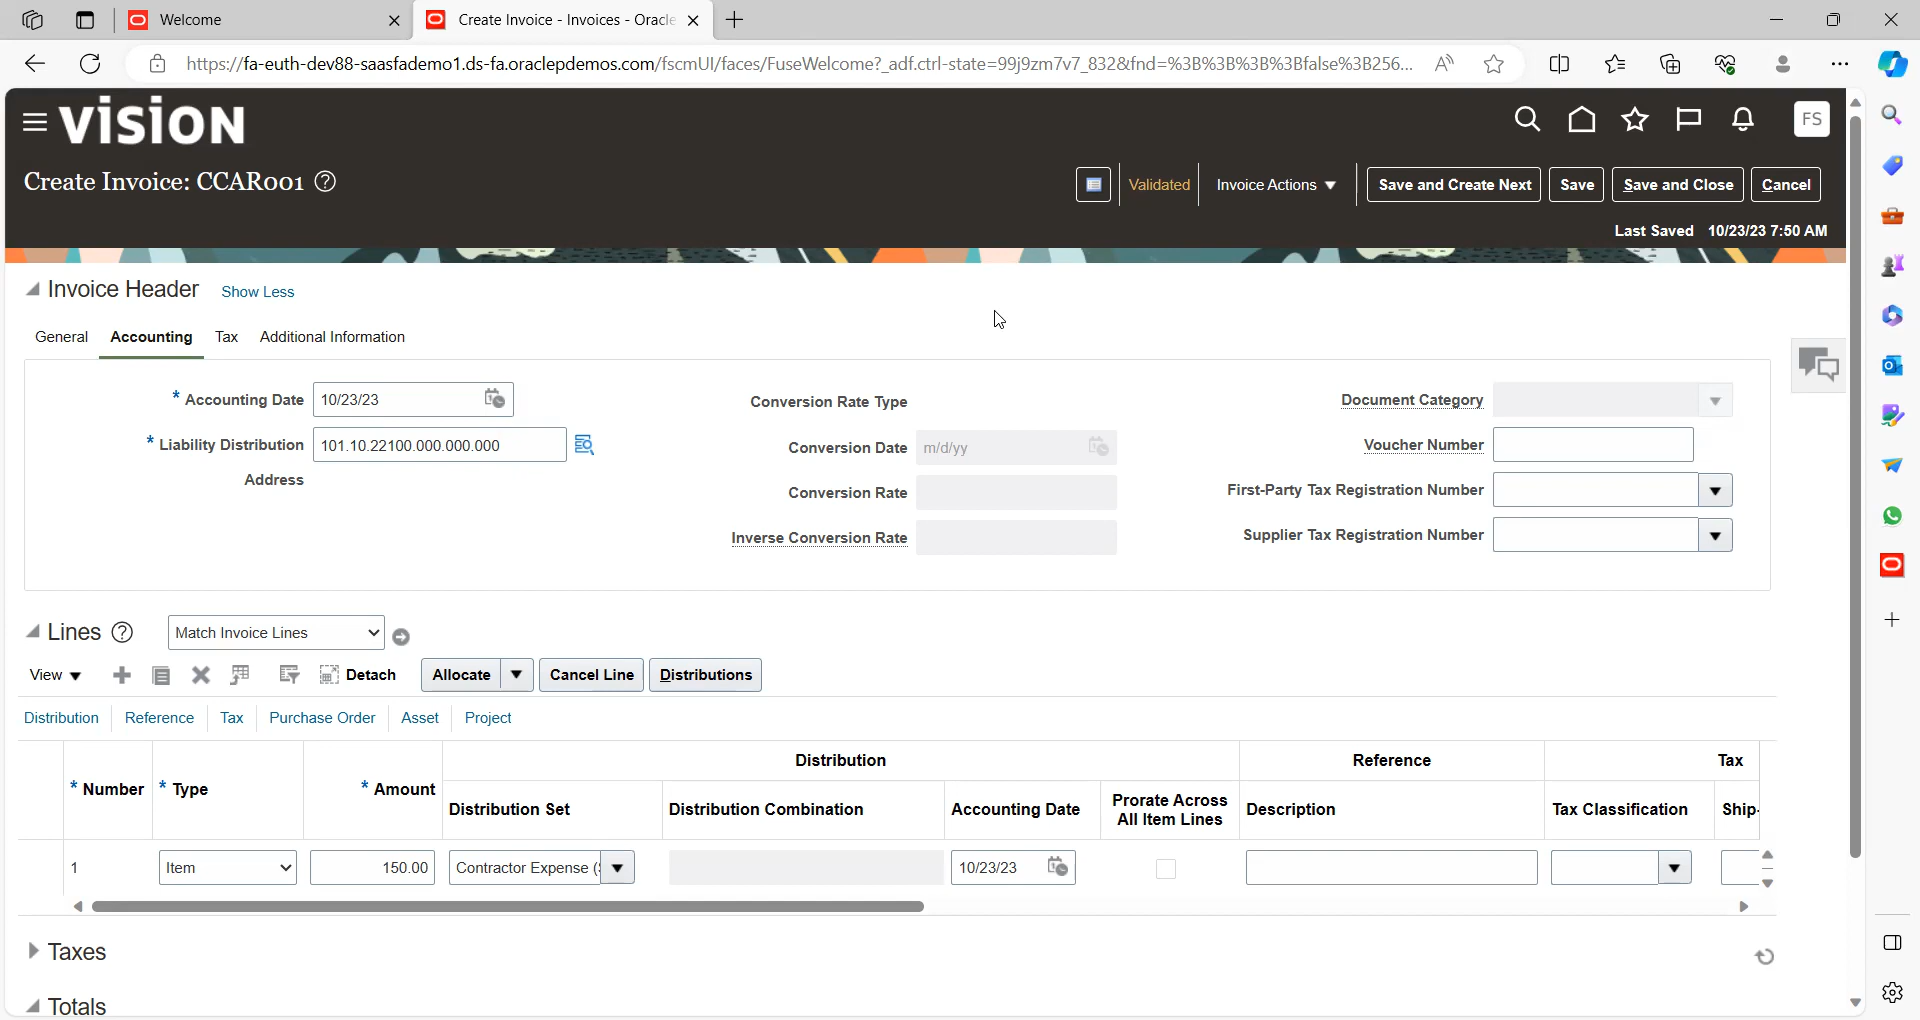 Welcome
Create Invoice - Invoices - Oracle
https://fa-euth-dev88-saasfademo1.ds-fa.oraclepdemos.com/fscmUI/faces/FuseWelcome?_adf.ctrl-state=99j9zm7v7_832&fnd=%3B%3B%3B%3Bfalse%3B256...
VISION
FS
Create Invoice: CCAR001
Validated
Invoice Actions
Save and Create Next
Save
Save and Close
Cancel
Last Saved 10/23/23 7:50 AM
Invoice Header
Show Less
General
Accounting
Tax
Additional Information
* Accounting Date 10/23/23
* Liability Distribution 101.10.22100.000.000.000
Address
Conversion Rate Type
Conversion Date m/d/yy
Conversion Rate
Inverse Conversion Rate
Document Category
Voucher Number
First-Party Tax Registration Number
Supplier Tax Registration Number
Lines
Match Invoice Lines
View
Detach
Allocate
Cancel Line
Distributions
Distribution
Reference
Tax
Purchase Order
Asset
Project
* Number
* Type
* Amount
Distribution
Reference
Tax
Distribution Set
Distribution Combination
Accounting Date
Prorate Across
All Item Lines
Description
Tax Classification
Ship-
1
Item
150.00
Contractor Expense (
10/23/23
Taxes
Totals